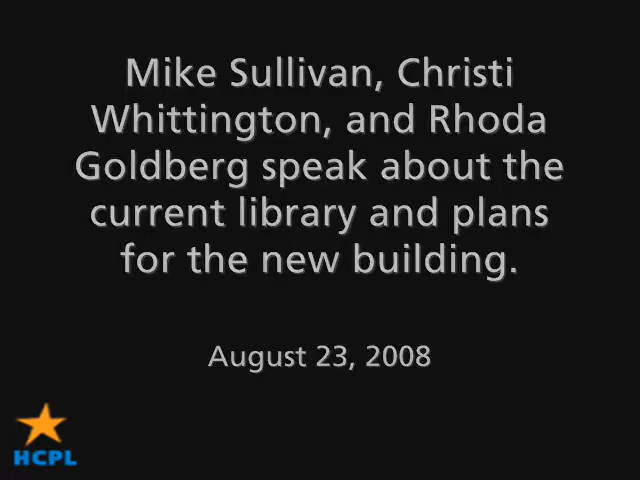 Mike Sullivan, Christi
Whittington, and Rhoda
Goldberg speak about the
current library and plans
for the new building.
August 23, 2008
HCPL